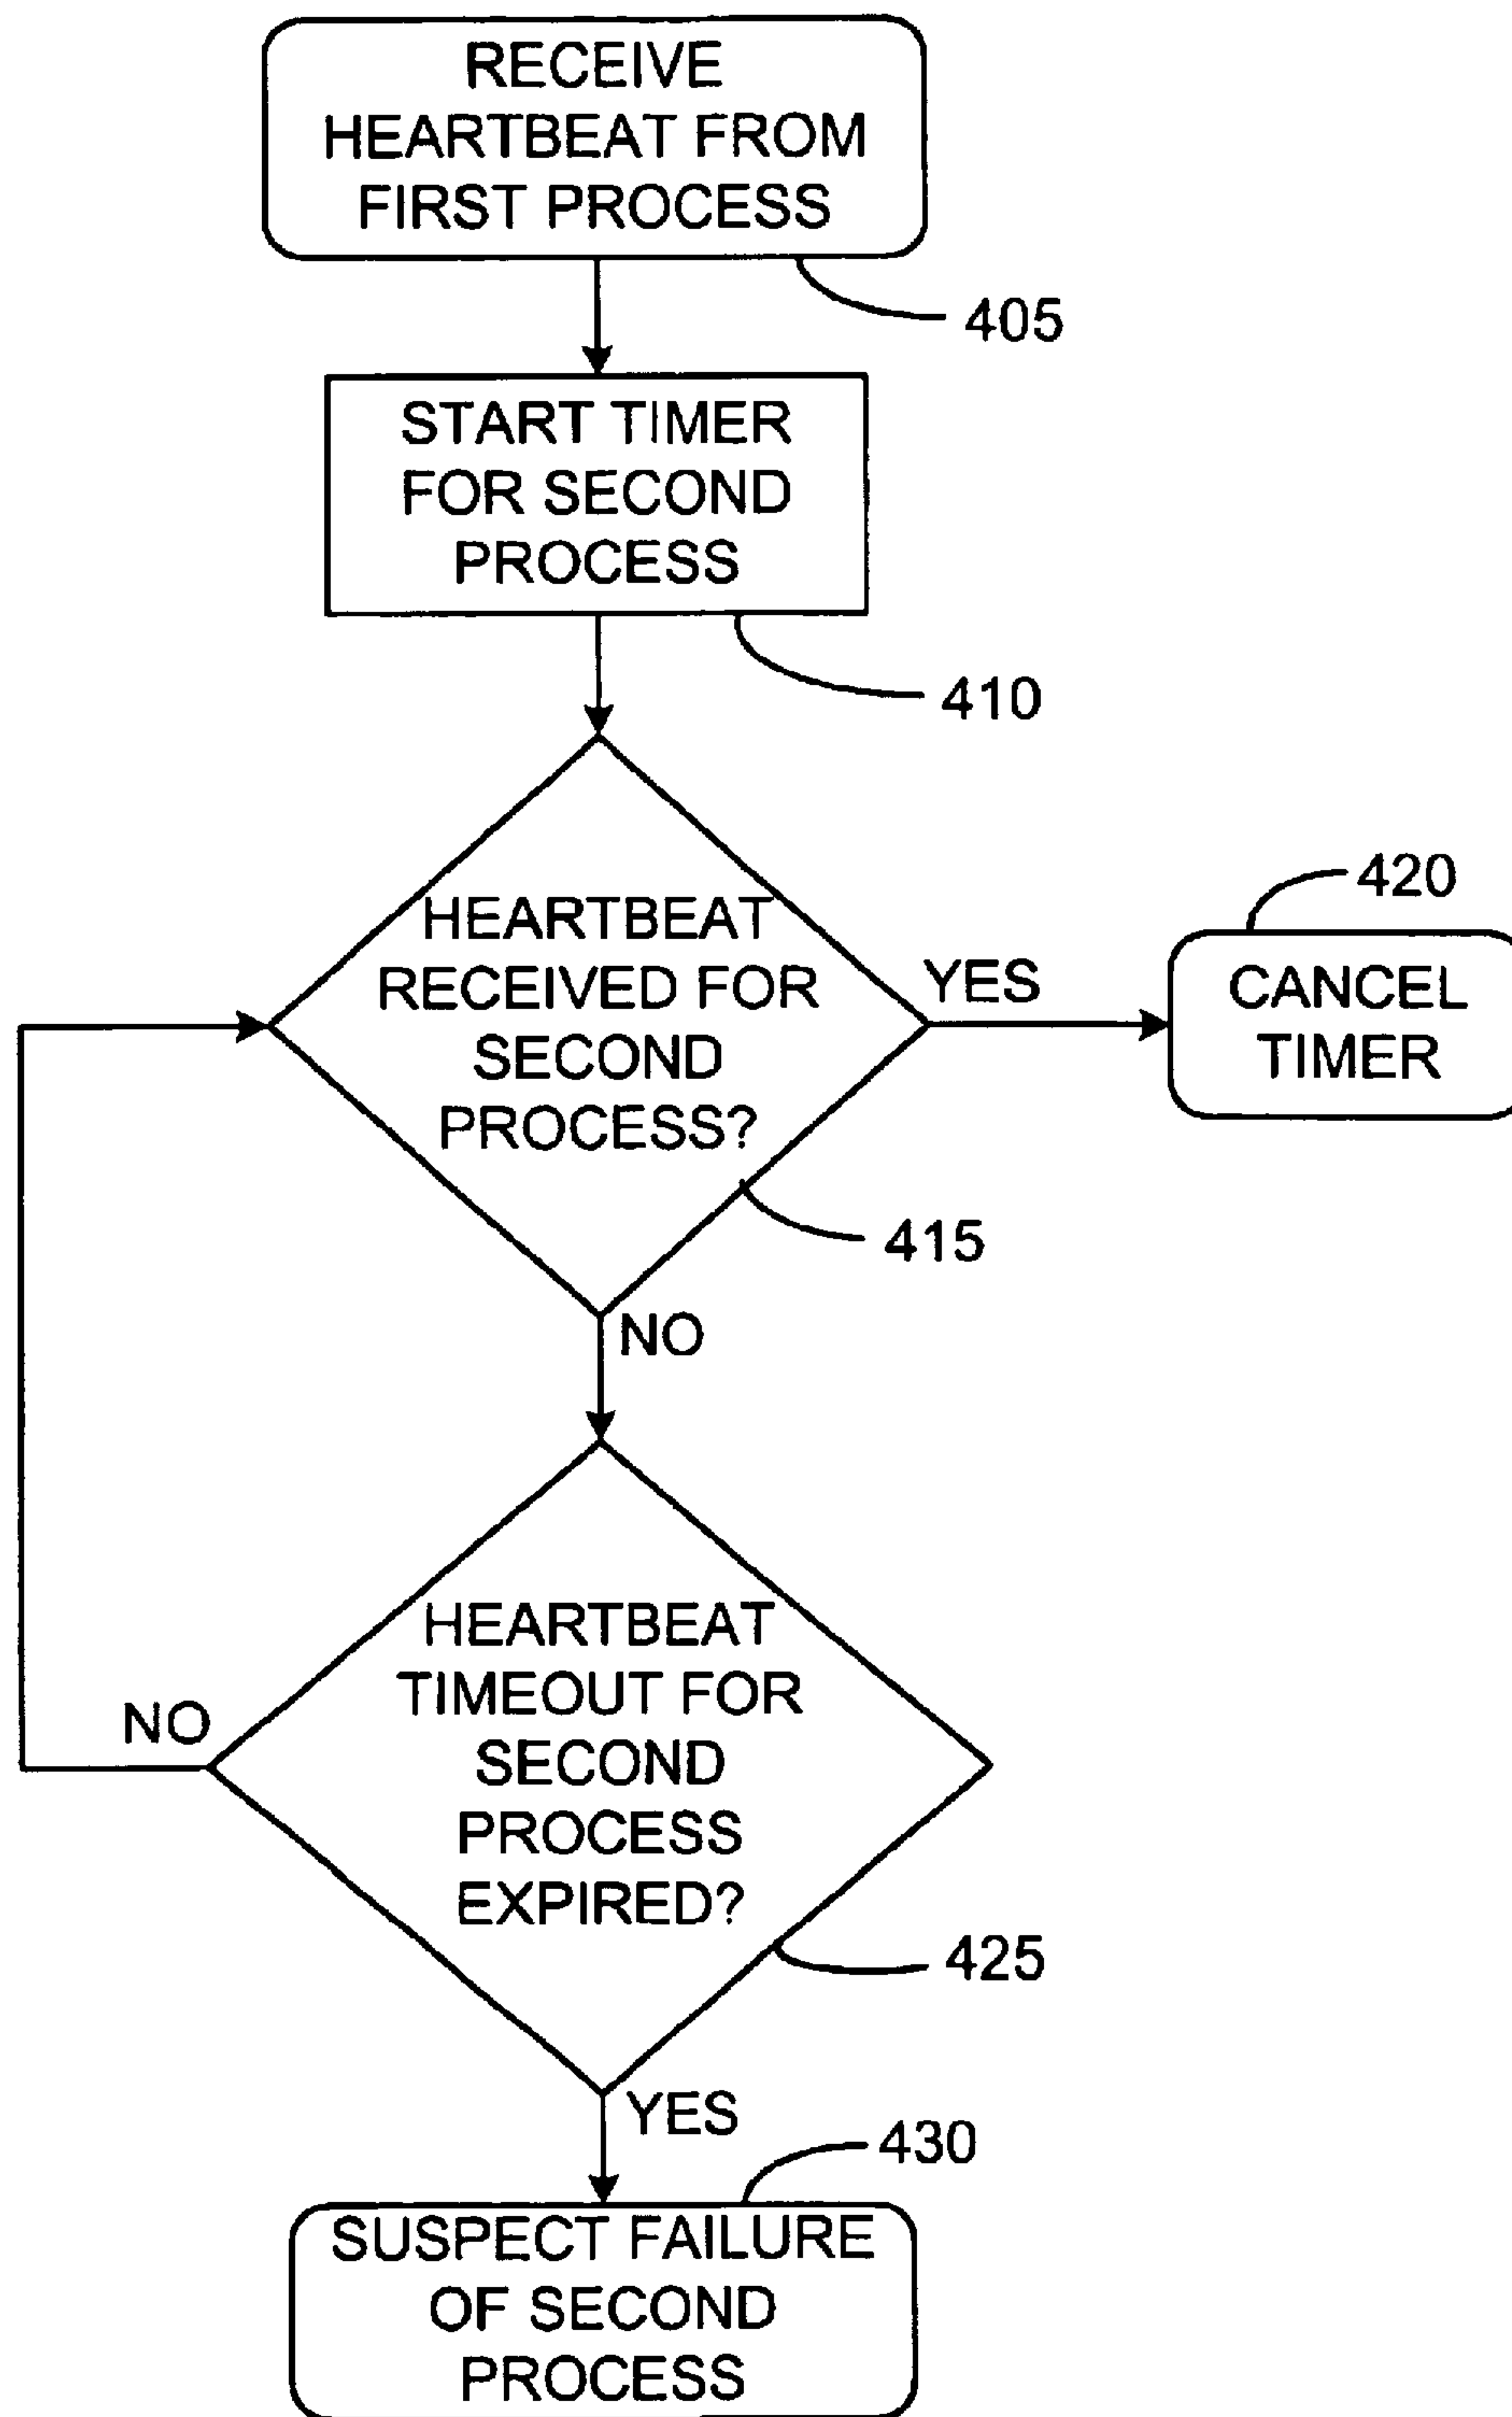 RECEIVE
HEARTBEAT FROM
FIRST PROCESS
405
START TIMER
FOR SECOND
PROCESS
410
HEARTBEAT
RECEIVED FOR
SECOND
PROCESS?
YES
420
CANCEL
TIMER
415
NO
HEARTBEAT
TIMEOUT FOR
SECOND
PROCESS
EXPIRED?
NO
425
YES
430
SUSPECT FAILURE
OF SECOND
PROCESS